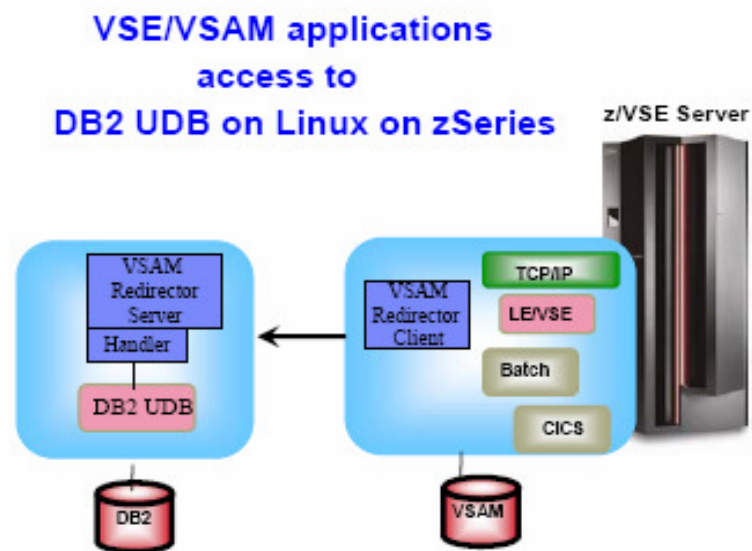 VSE/VSAM applications
access to
DB2 UDB on Linux on zSeries
z/VSE Server
VSAM
Redirector
Server
Handler
DB2 UDB
DB2
VSAM
Redirector
Client
TCP/IP
LE/VSE
Batch
CICS
VSAM